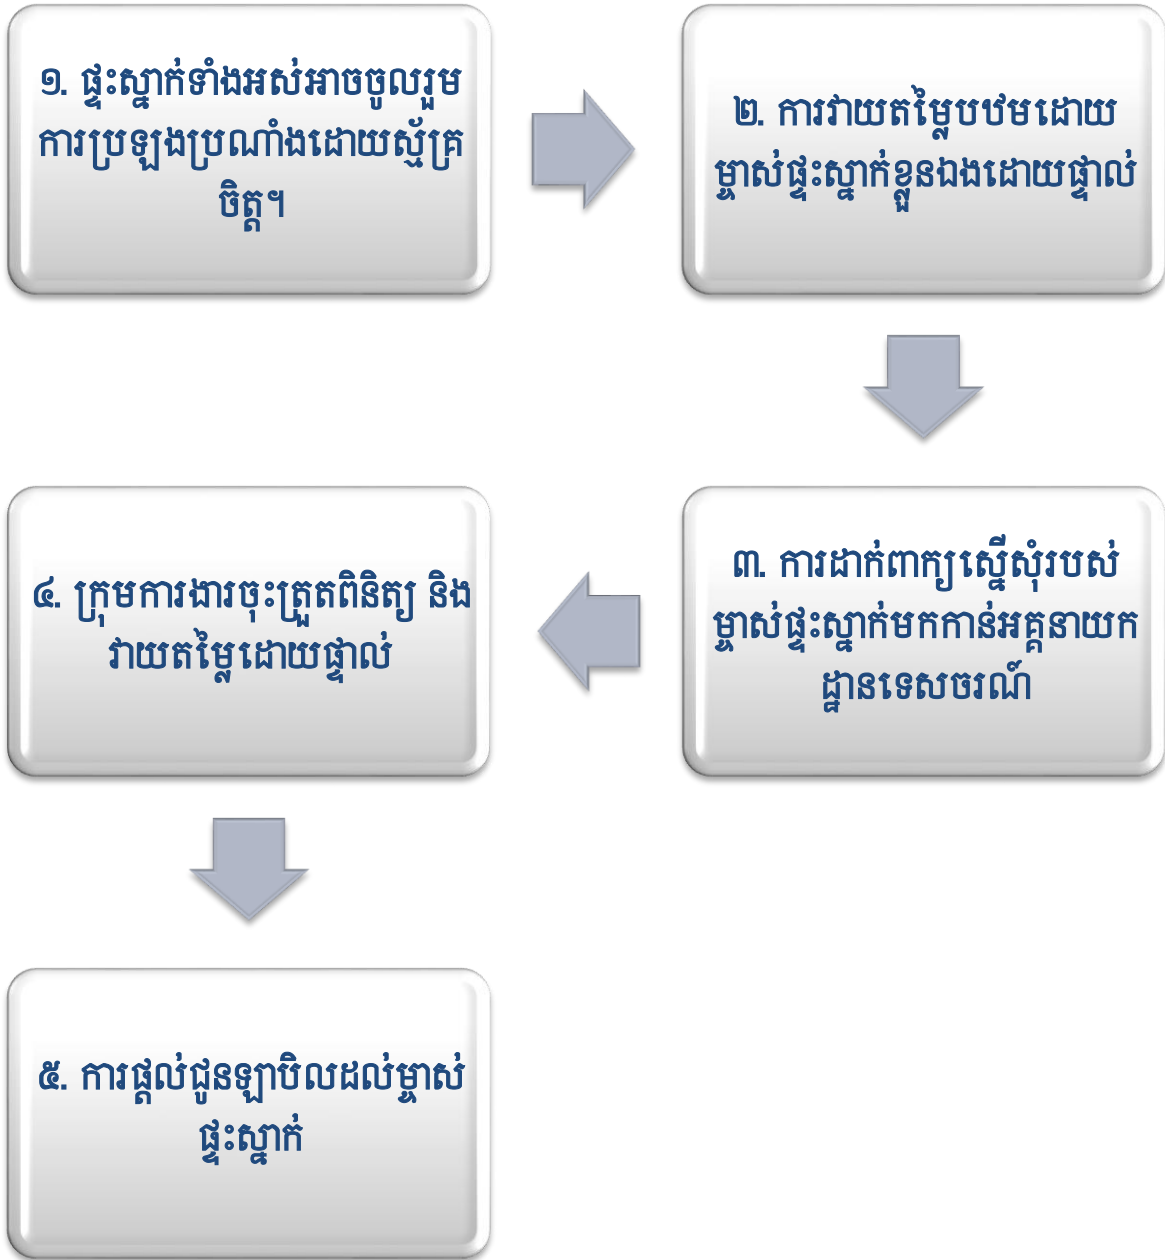 ១. ផ្ទះស្នាក់ទាំងអស់អាចចូលរួម
ការប្រឡងប្រណាំងដោយស្ម័គ្រ
ចិត្ត។
២. ការវាយតម្លៃបឋមដោយ
ម្ចាស់ផ្ទះស្នាក់ខ្លួនឯងដោយផ្ទាល់
៣. ការដាក់ពាក្យស្នើសុំរបស់
ម្ចាស់ផ្ទះស្នាក់មកកាន់អគ្គនាយក
ដ្ឋានទេសចរណ៍
៤. ក្រុមការងារចុះត្រួតពិនិត្យ និង
វាយតម្លៃដោយផ្ទាល់
៥. ការផ្តល់ជូនឡាប៊ិលដល់ម្ចាស់
ផ្ទះស្នាក់